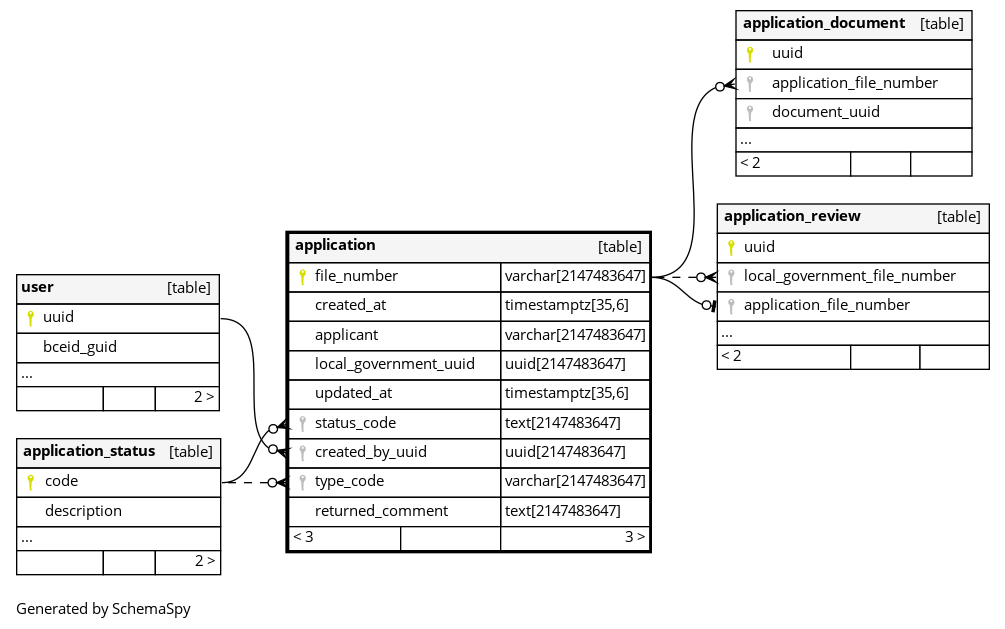 application_document [table]
uuid
application_file_number
document_uuid
...
< 2
application_review [table]
uuid
local_government_file_number
application_file_number
...
< 2
application [table]
file_number varchar[2147483647]
created_at timestamptz[35,6]
applicant varchar[2147483647]
local_government_uuid uuid[2147483647]
updated_at timestamptz[35,6]
status_code text[2147483647]
created_by_uuid uuid[2147483647]
type_code varchar[2147483647]
returned_comment text[2147483647]
< 3 3 >
user [table]
uuid
bceid_guid
...
2 >
application_status [table]
code
description
...
2 >
Generated by SchemaSpy